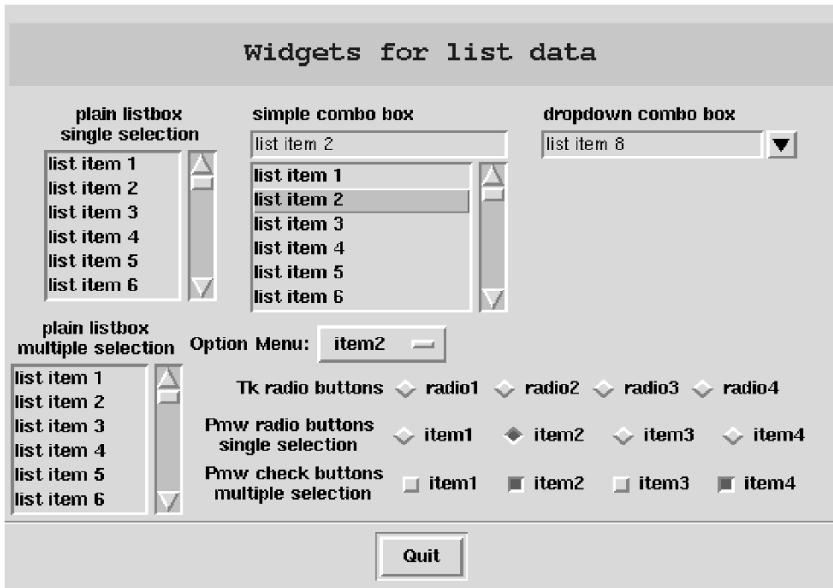 Widgets for list data
plain listbox
single selection
list item 1
list item 2
list item 3
list item 4
list item 5
list item 6
simple combo box
list item 2
list item 1
list item 2
list item 3
list item 4
list item 5
list item 6
dropdown combo box
list item 8
plain listbox
multiple selection
list item 1
list item 2
list item 3
list item 4
list item 5
list item 6
Option Menu: item2
Tk radio buttons radio1 radio2 radio3 radio4
Pmw radio buttons
single selection
item1 item2 item3 item4
Pmw check buttons
multiple selection
item1 item2 item3 item4
Quit